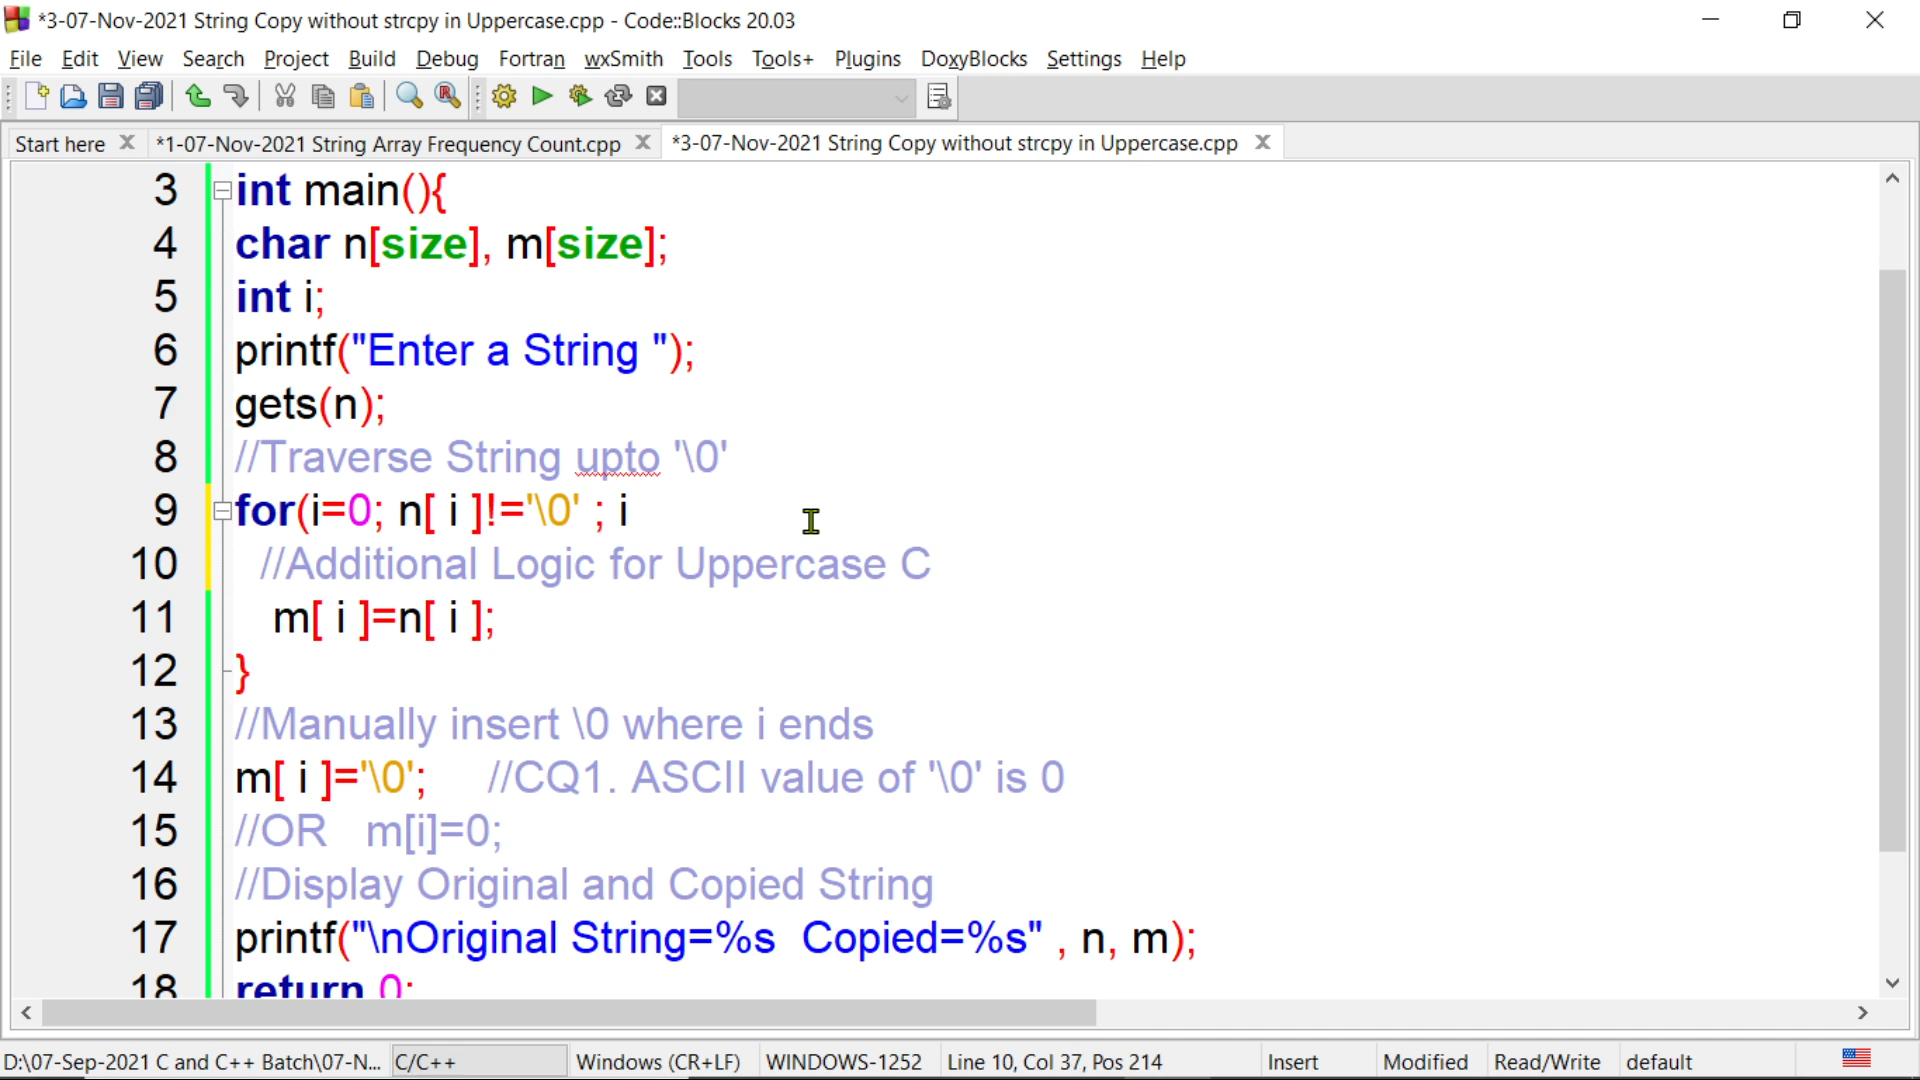 *3-07-Nov-2021 String Copy without strcpy in Uppercase.cpp - Code::Blocks 20.03
File Edit View Search Project Build Debug Fortran wxSmith Tools Tools+ Plugins DoxyBlocks Settings Help
Start here *1-07-Nov-2021 String Array Frequency Count.cpp *3-07-Nov-2021 String Copy without strcpy in Uppercase.cpp
3 int main(){
4 char n[size], m[size];
5 int i;
6 printf("Enter a String ");
7 gets(n);
8 //Traverse String upto '\0'
9 for(i=0; n[ i ]!='\0' ; i
10 //Additional Logic for Uppercase C
11 m[ i ]=n[ i ];
12 }
13 //Manually insert \0 where i ends
14 m[ i ]='\0'; //CQ1. ASCII value of '\0' is 0
15 //OR m[i]=0;
16 //Display Original and Copied String
17 printf("\nOriginal String=%s Copied=%s" , n, m);
18 return 0;
D:\07-Sep-2021 C and C++ Batch\07-N... C/C++ Windows (CR+LF) WINDOWS-1252 Line 10, Col 37, Pos 214 Insert Modified Read/Write default